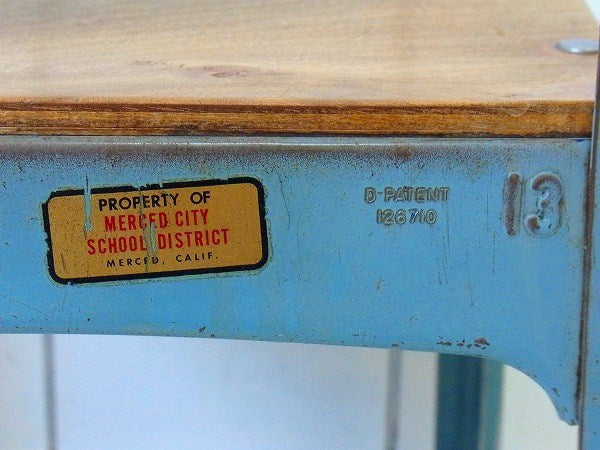 PROPERTY OF
MERCED CITY
SCHOOL DISTRICT
MERCED, CALIF.
D-PATENT
126710
13